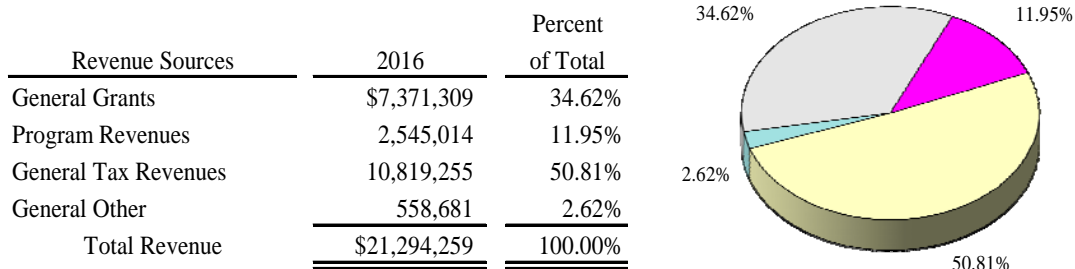 Percent
Revenue Sources 2016 of Total
General Grants $7,371,309 34.62%
Program Revenues 2,545,014 11.95%
General Tax Revenues 10,819,255 50.81%
General Other 558,681 2.62%
Total Revenue $21,294,259 100.00%
34.62%
11.95%
2.62%
50.81%